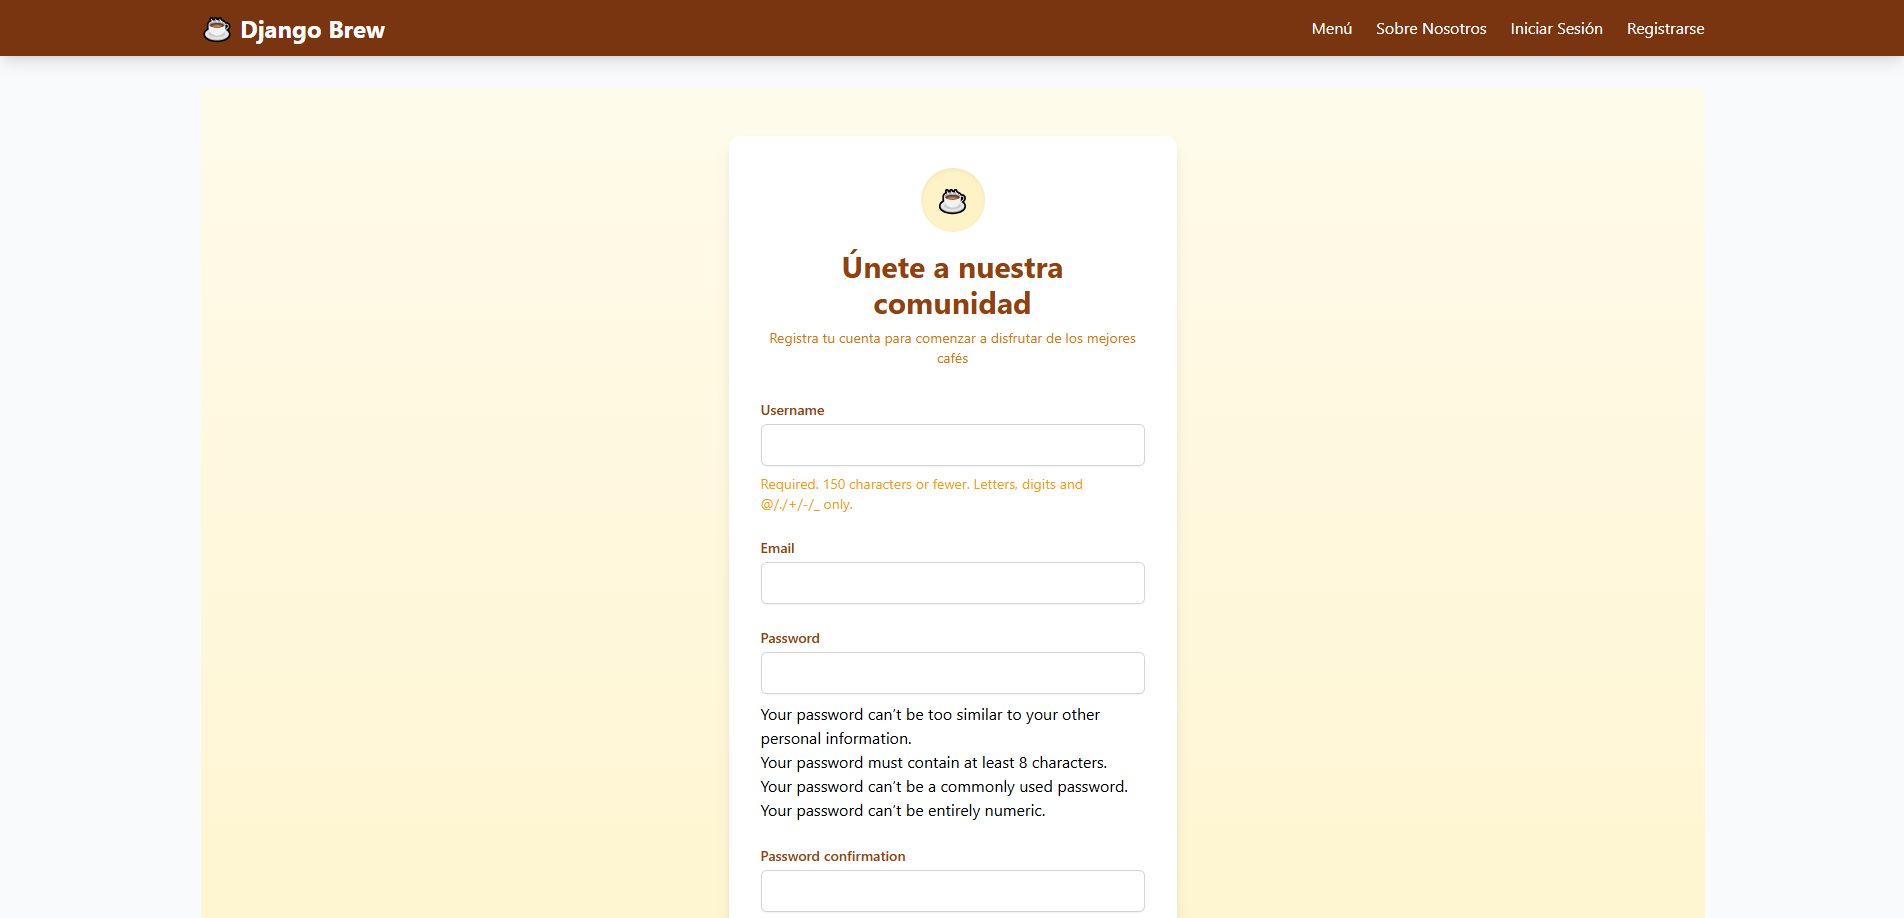 Django Brew
Menú Sobre Nosotros Iniciar Sesión Registrarse
Únete a nuestra
comunidad
Registra tu cuenta para comenzar a disfrutar de los mejores
cafés
Username
Required. 150 characters or fewer. Letters, digits and
@/./+/-/_ only.
Email
Password
Your password can’t be too similar to your other
personal information.
Your password must contain at least 8 characters.
Your password can’t be a commonly used password.
Your password can’t be entirely numeric.
Password confirmation